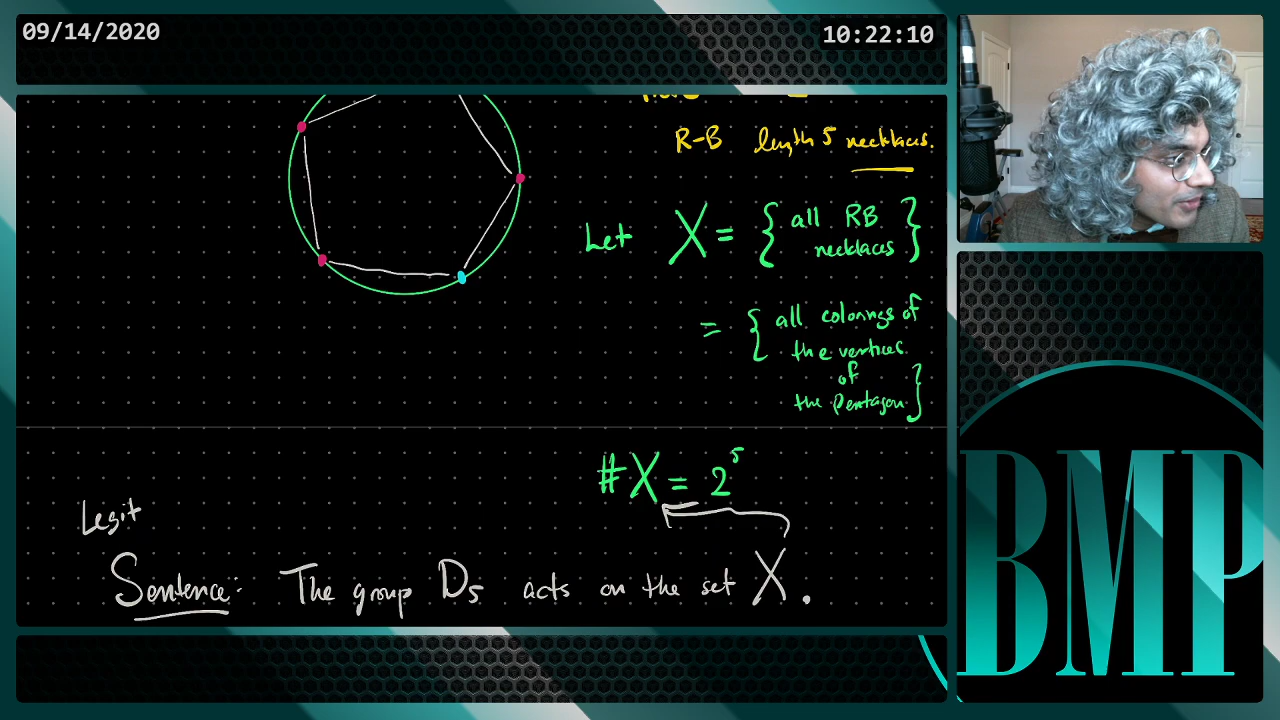 09/14/2020
10:22:10
R-B length 5 necklaces.
Let X = { all RB necklaces }
= { all colorings of
the vertices
of
the Pentagon }
#X = 2^5
Legit
Sentence: The group D5 acts on the set X.
BMP